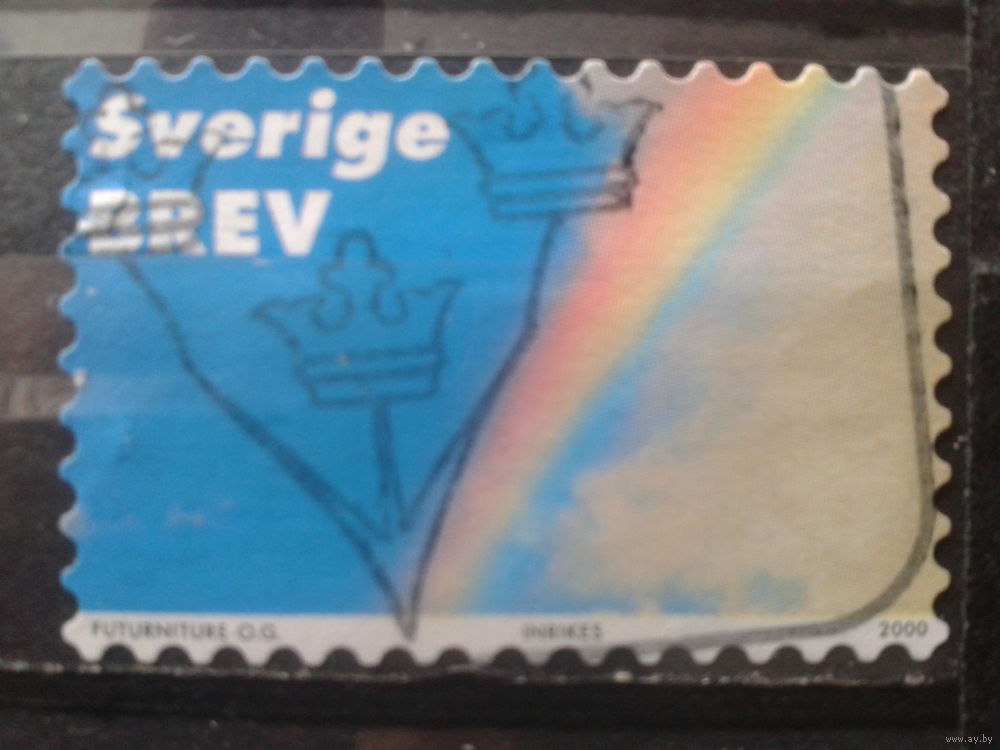 Sverige
BREV
FUTURNITURE O.G. INRIKES 2000
www.ay.by